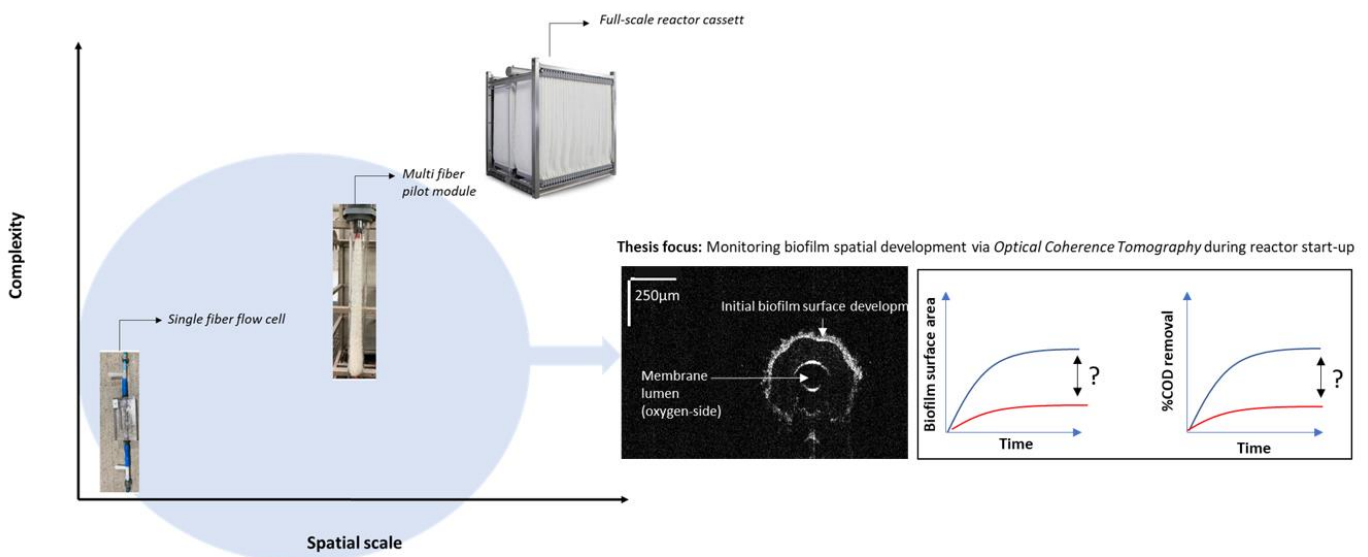 Full-scale reactor cassett
Multi fiber
pilot module
Complexity
Single fiber flow cell
Spatial scale
Thesis focus: Monitoring biofilm spatial development via Optical Coherence Tomography during reactor start-up
250µm
Initial biofilm surface developm
Membrane
lumen
(oxygen-side)
Biofilm surface area
?
Time
%COD removal
?
Time